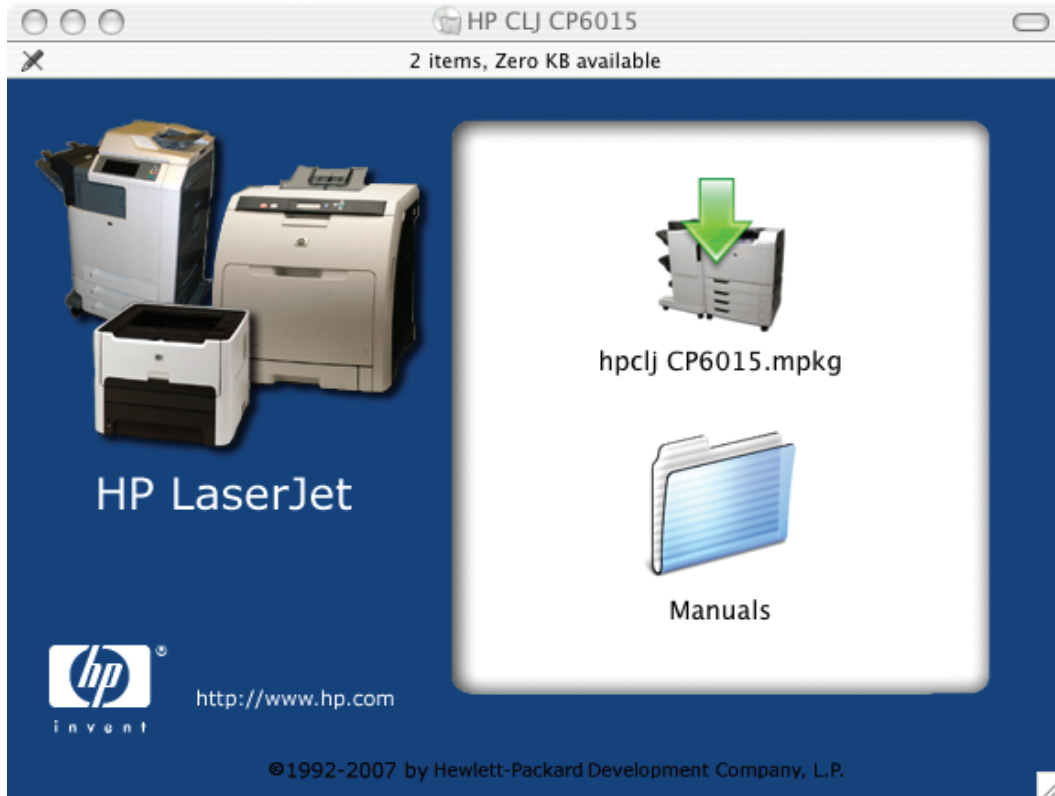 HP CLJ CP6015
2 items, Zero KB available
hpclj CP6015.mpkg
HP LaserJet
Manuals
hp ®
invent
http://www.hp.com
©1992-2007 by Hewlett-Packard Development Company, L.P.